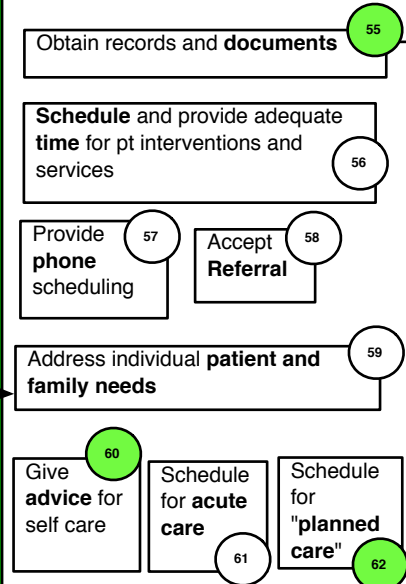 55
Obtain records and documents
Schedule and provide adequate
time for pt interventions and
services
56
Provide
phone
scheduling
57
Accept
Referral
58
Address individual patient and
family needs
59
60
Give
advice for
self care
Schedule
for acute
care
61
Schedule
for
"planned
care"
62